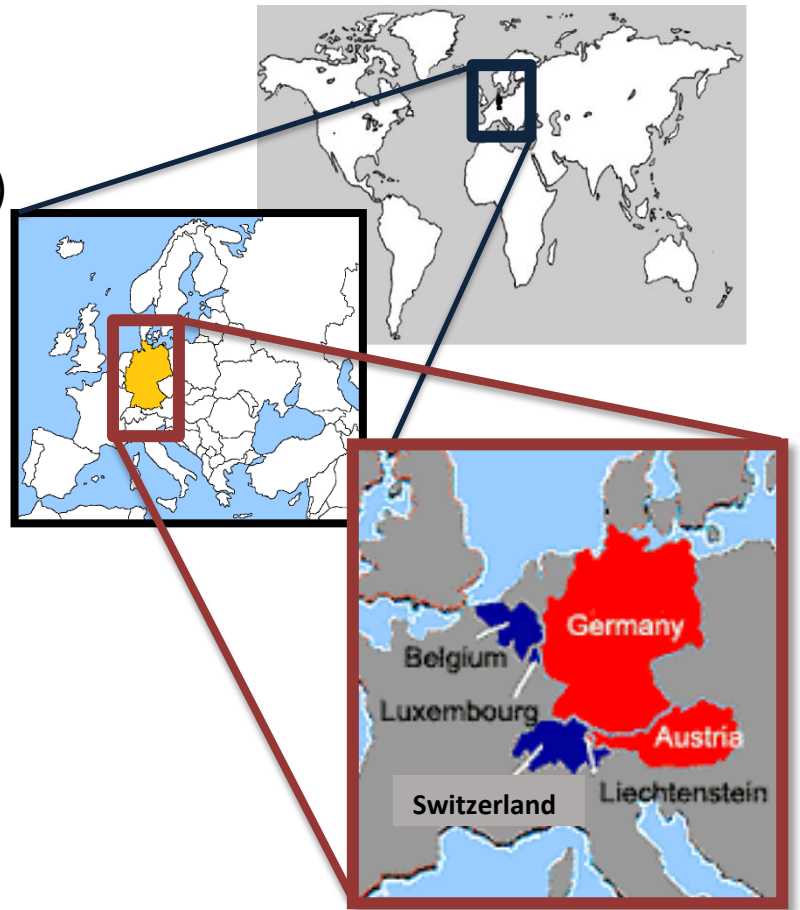 )
Germany
Belgium
Luxembourg
Austria
Liechtenstein
Switzerland